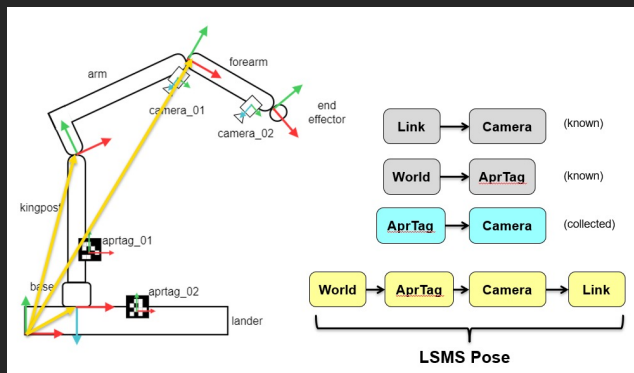 arm
forearm
camera_01
camera_02
end
effector
kingpost
aprtag_01
base
aprtag_02
lander
Link
Camera
(known)
World
AprTag
(known)
AprTag
Camera
(collected)
World
AprTag
Camera
Link
LSMS Pose